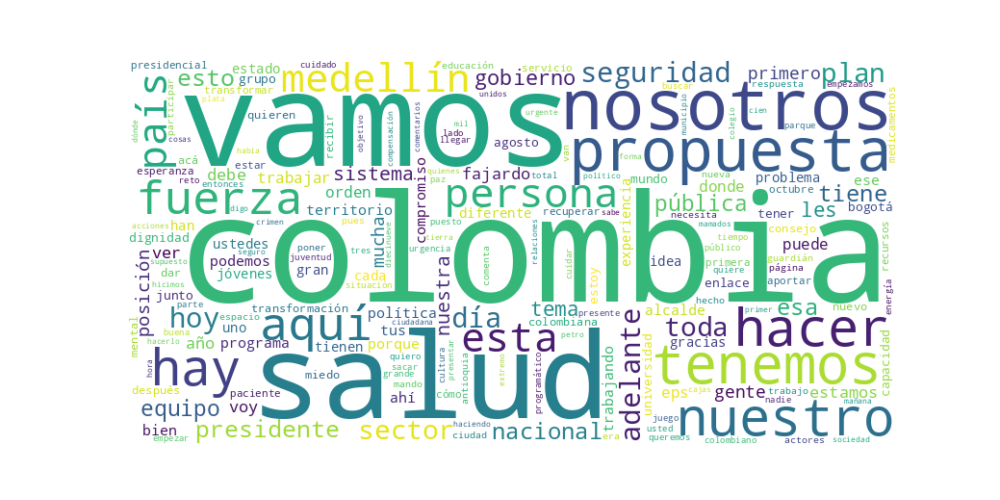 presidencial
cuidado
educación
servicio
buscar
respuesta
empezamos
estado
grupo
transformar
esto
medellín
gobierno
seguridad
primero
plan
participar
plata
dónde
cosas
país
quieren
había
vamos
unidos
nosotros
municipio
cien
colegio
parque
medicamentos
recibir
objetivo
compensación
comentarios
mil
lado
llegar
urgente
agosto
van
propuesta
acá
estar
esperanza
reto
entonces
debe
trabajar
sistema
fajardo
quienes
paz
total
político
forma
mundo
nueva
problema
donde
ese
octubre
tiene
bogotá
fuerza
digo
crimen
orden
territorio
compromiso
persona
diferente
puesto
recuperar
sabe
pública
necesita
mamados
tener
les
acciones
han
dignidad
pues
colombia
tiempo
público
consejo
experiencia
relaciones
ustedes
poner
juventud
tres
diecinueve
mucha
urgencia
cierra
ver
supuesto
seguro
hicimos
podemos
jóvenes
gran
cada
situación
nuestra
comenta
cuidar
estoy
idea
primera
quiere
guardián
página
puede
aportar
recursos
posición
dar
junto
transformación
enlace
energía
parte
espacio
ciudadana
política
día
tema
colombiana
presente
hecho
alcalde
primer
esa
nuevo
hoy
uno
aquí
tus
tienen
porque
esta
petro
toda
gracias
hacer
mental
buena
hacerlo
año
programa
miedo
salud
quiero
sacar
grande
mando
cómo
cultura
antioquia
presentar
extremo
programático
trabajando
adelante
universidad
tenemos
capacidad
hora
hay
después
paciente
ahí
eps
cajas
gente
trabajo
nadie
estamos
mañana
equipo
voy
bien
empezar
presidente
sector
haciendo
ciudad
nacional
era
usted
queremos
juego
colombiano
nuestro
actores
sociedad